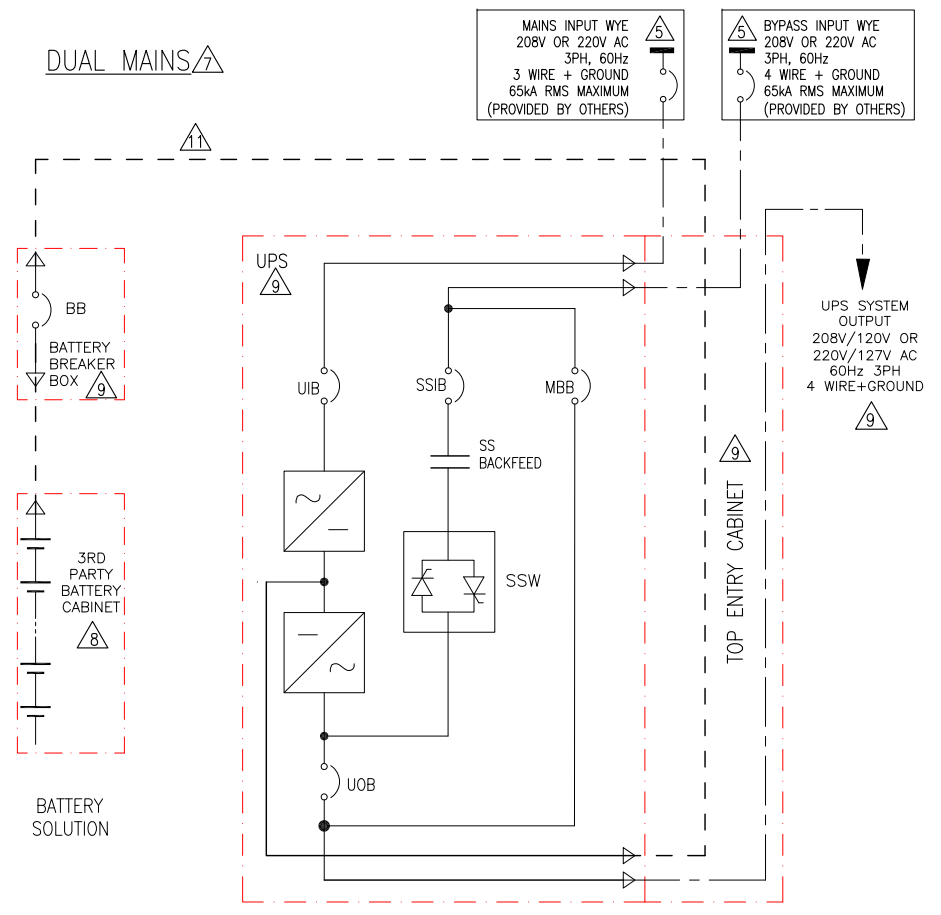 DUAL MAINS 7
MAINS INPUT WYE
208V OR 220V AC
3PH, 60Hz
3 WIRE + GROUND
65kA RMS MAXIMUM
(PROVIDED BY OTHERS)
5
5
BYPASS INPUT WYE
208V OR 220V AC
3PH, 60Hz
4 WIRE + GROUND
65kA RMS MAXIMUM
(PROVIDED BY OTHERS)
11
UPS
9
BB
BATTERY
BREAKER
BOX 9
UIB
SSIB
MBB
SS
BACKFEED
SSW
UOB
UPS SYSTEM
OUTPUT
208V/120V OR
220V/127V AC
60Hz 3PH
4 WIRE+GROUND
9
9
TOP ENTRY CABINET
3RD
PARTY
BATTERY
CABINET
8
BATTERY
SOLUTION